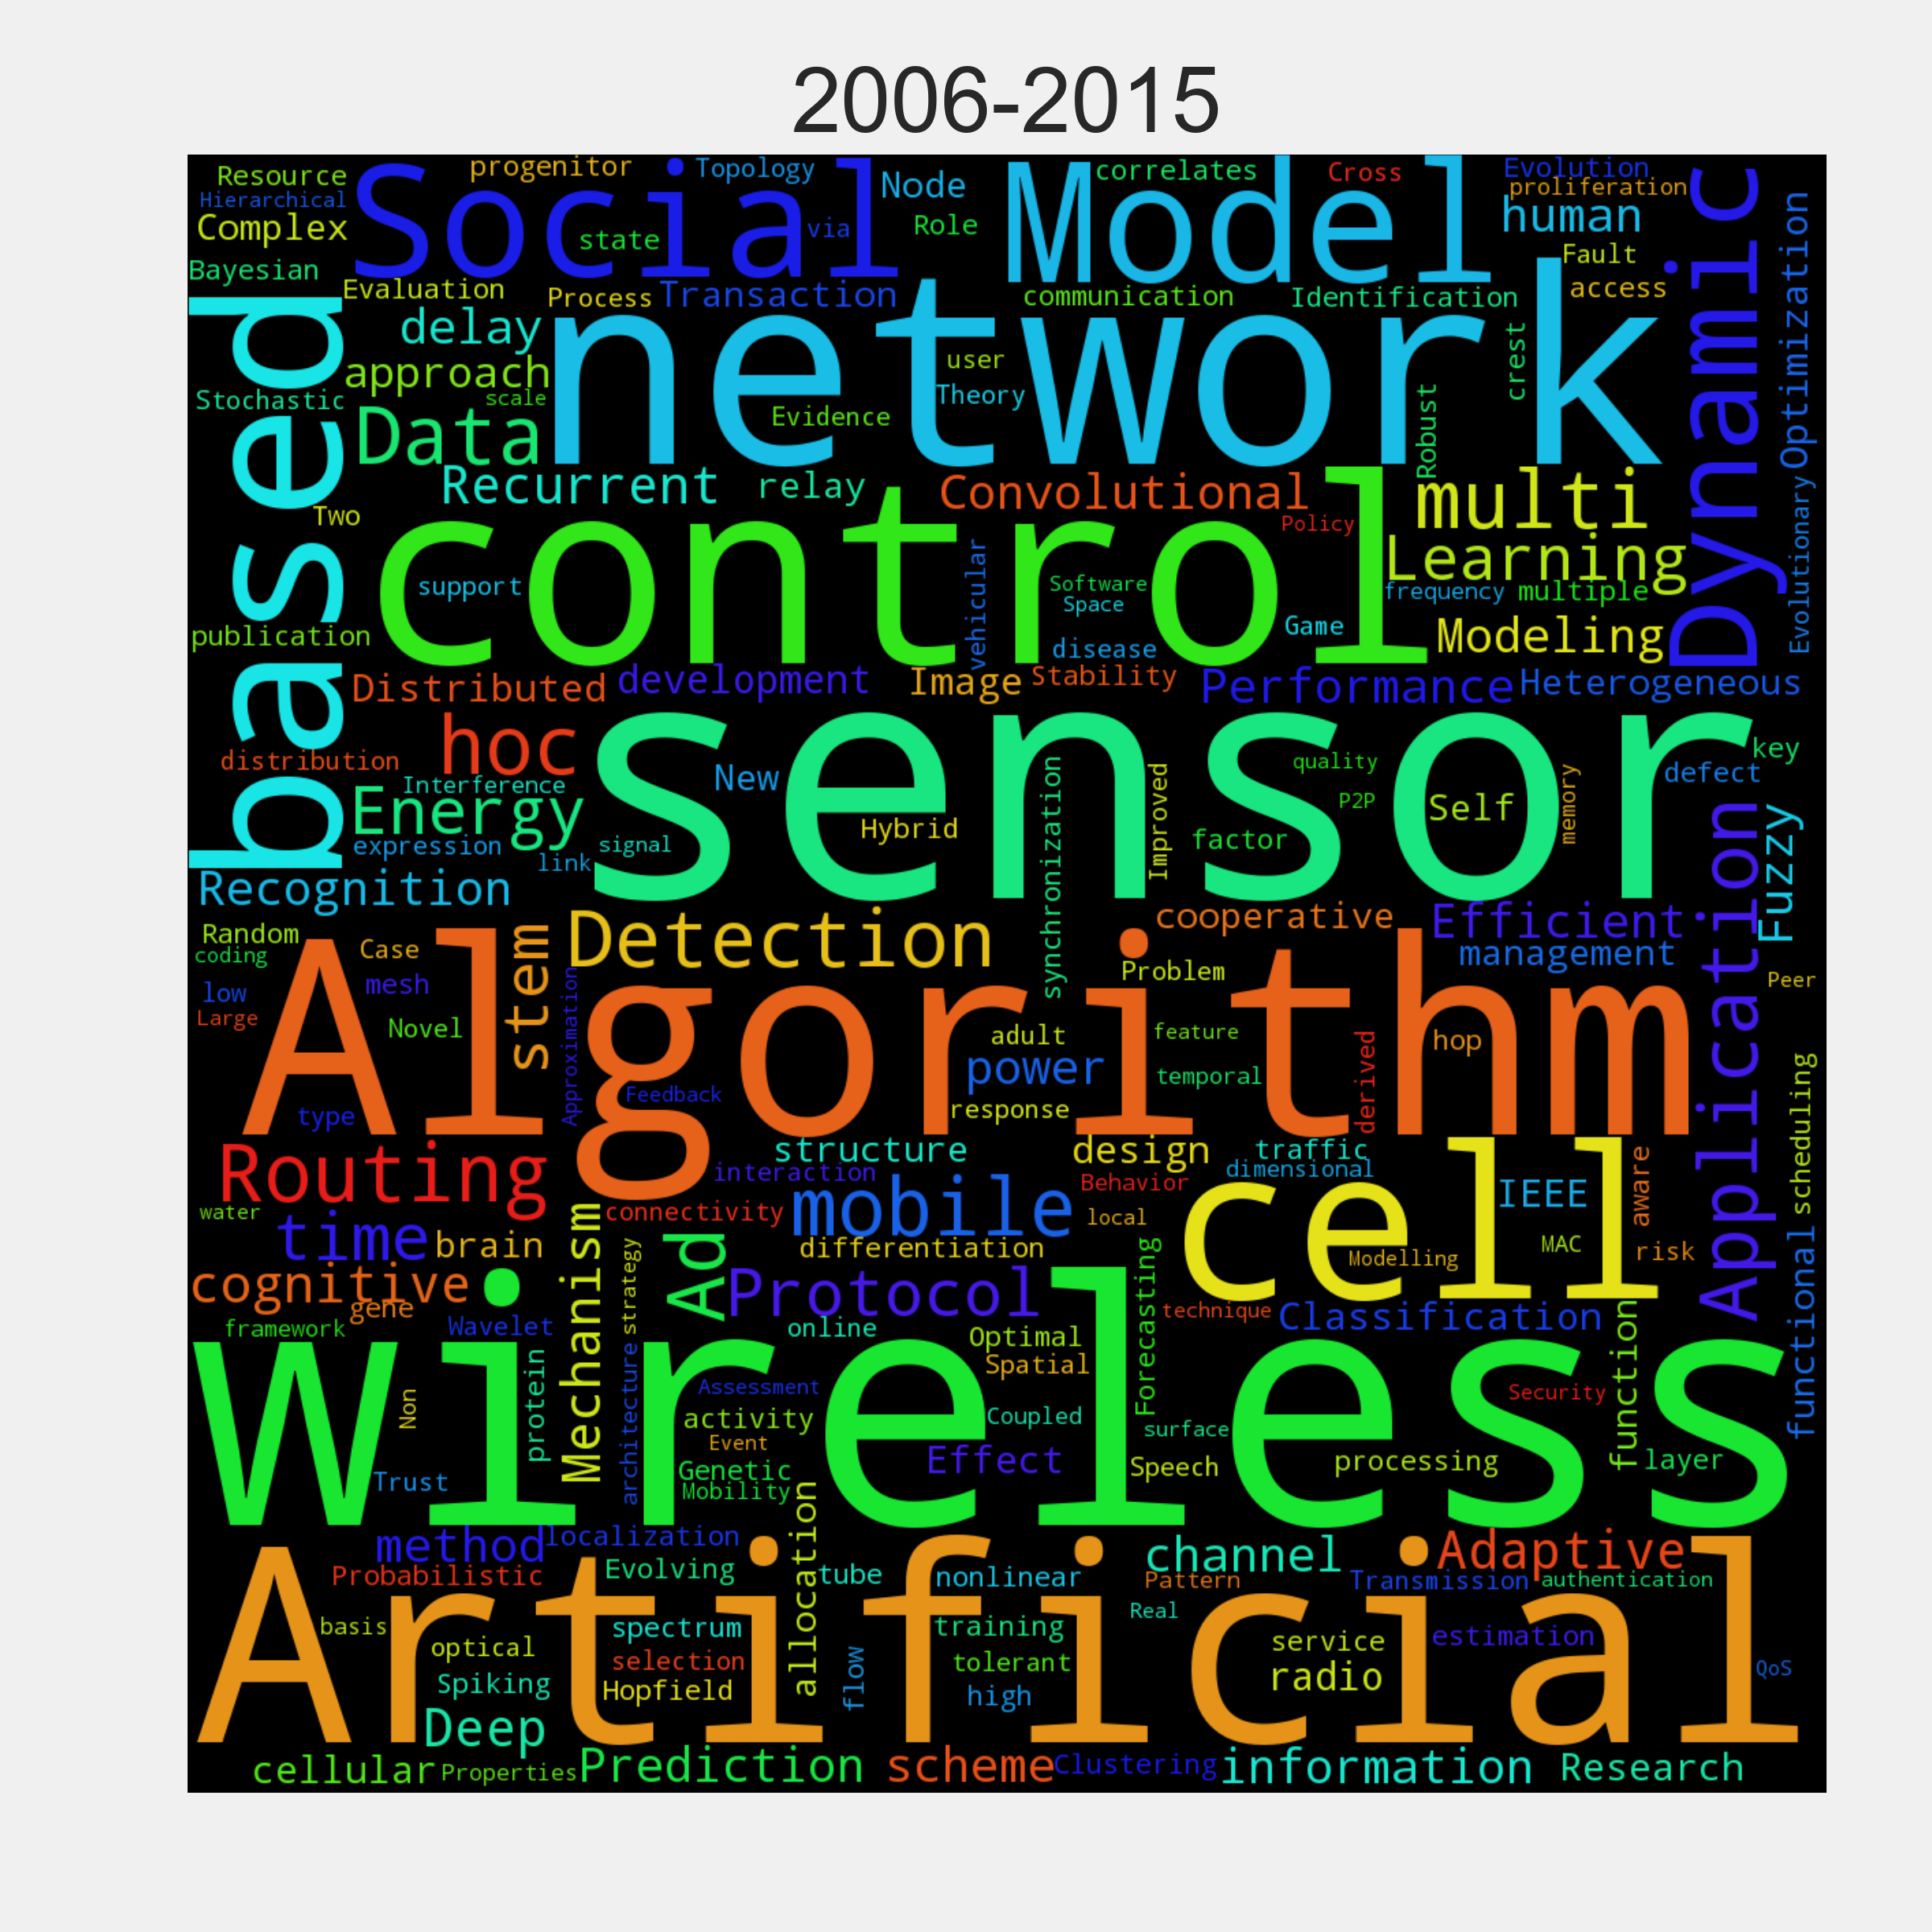 2006-2015
Resource
progenitor
Topology
Node
correlates
Cross
Evolution
Hierarchical
Social
Model
proliferation
Dynamic
Complex
state
via
Role
human
Optimization
Bayesian
Fault
Evaluation
Process
Transaction
communication
Identification
access
based
delay
network
crest
approach
user
Stochastic
scale
Theory
Robust
Data
Evidence
Recurrent
relay
Convolutional
multi
Evolutionary
Two
control
Policy
Learning
support
vehicular
Software
frequency
multiple
Space
publication
Game
Modeling
disease
Distributed
development
Image
Stability
Performance
Heterogeneous
hoc
sensor
key
distribution
New
synchronization
Improved
quality
memory
defect
Interference
Energy
P2P
Self
Fuzzy
Hybrid
factor
expression
link
signal
Recognition
Application
Random
Case
stem
Detection
cooperative
Efficient
coding
management
low
mesh
Approximation
Problem
Peer
Large
Novel
Algorithm
adult
feature
hop
power
temporal
derived
type
Feedback
response
scheduling
Routing
structure
design
traffic
interaction
dimensional
cell
aware
water
mobile
Behavior
IEEE
time
brain
Mechanism
connectivity
local
MAC
risk
Ad
differentiation
Modelling
cognitive
strategy
Protocol
Forecasting
functional
gene
technique
Classification
framework
Wavelet
online
Optimal
function
wireless
protein
architecture
Spatial
Non
Assessment
Security
activity
Coupled
surface
Event
Effect
Trust
Genetic
Speech
processing
layer
Mobility
allocation
method
localization
channel
Adaptive
Probabilistic
Evolving
tube
nonlinear
Pattern
Transmission
authentication
Artificial
basis
spectrum
training
Real
optical
service
estimation
selection
tolerant
flow
radio
QoS
Spiking
Hopfield
high
Deep
cellular
Properties
Prediction
scheme
Clustering
information
Research